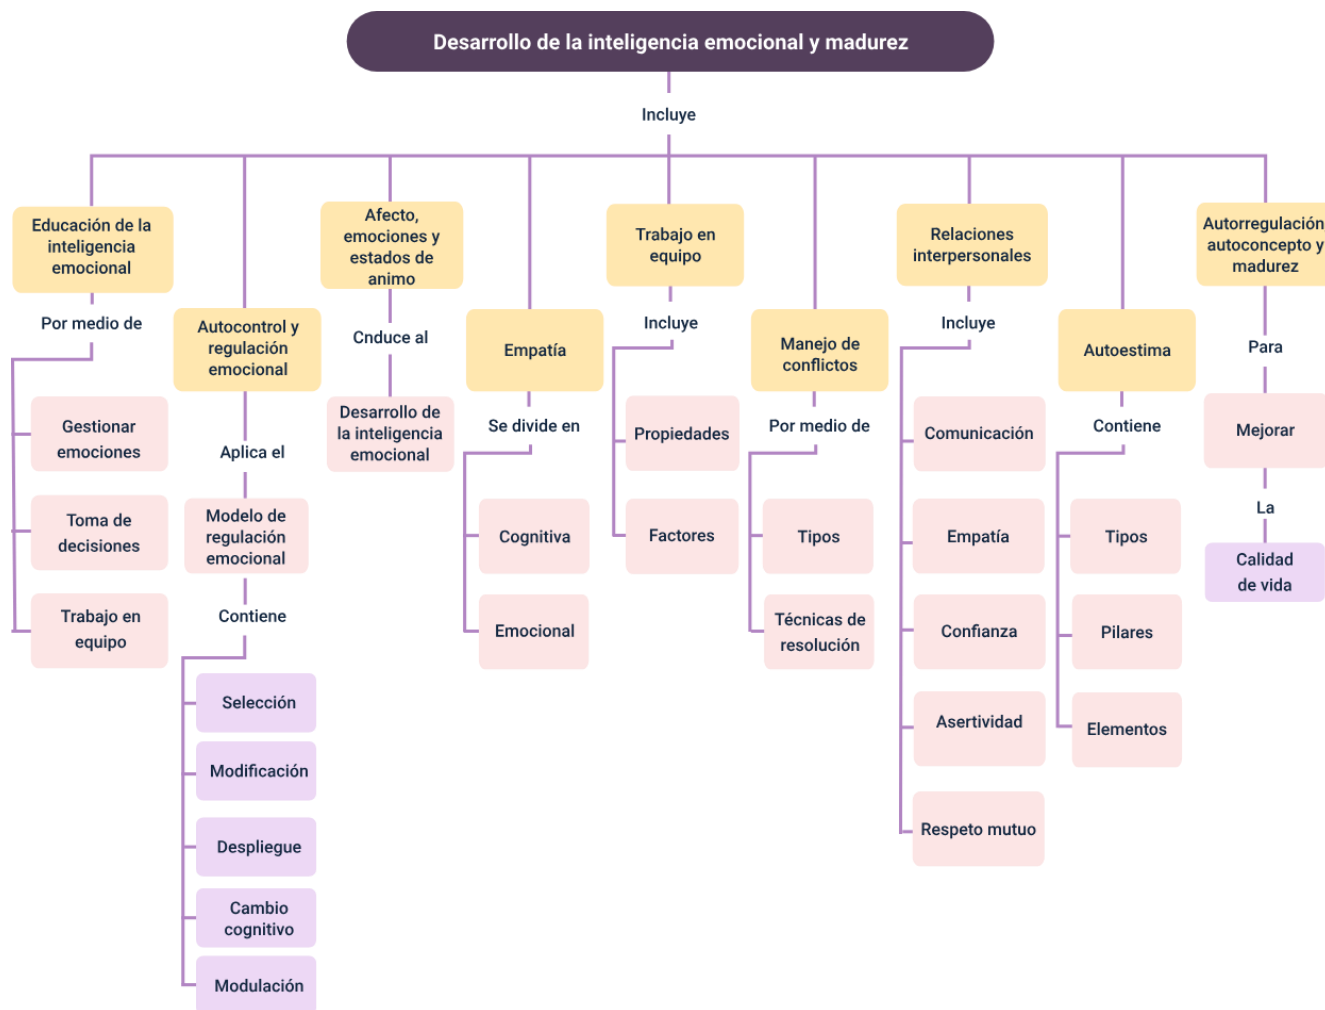 Desarrollo de la inteligencia emocional y madurez
Incluye
Educación de la
inteligencia
emocional
Por medio de
Gestionar
emociones
Toma de
decisiones
Trabajo en
equipo
Autocontrol y
regulación
emocional
Aplica el
Modelo de
regulación
emocional
Contiene
Selección
Modificación
Despliegue
Cambio
cognitivo
Modulación
Afecto,
emociones y
estados de
animo
Cnduce al
Desarrollo de
la inteligencia
emocional
Empatía
Se divide en
Cognitiva
Emocional
Trabajo en
equipo
Incluye
Propiedades
Factores
Manejo de
conflictos
Por medio de
Tipos
Técnicas de
resolución
Relaciones
interpersonales
Incluye
Comunicación
Empatía
Confianza
Asertividad
Respeto mutuo
Autoestima
Contiene
Tipos
Pilares
Elementos
Autorregulación
autoconcepto y
madurez
Para
Mejorar
La
Calidad
de vida